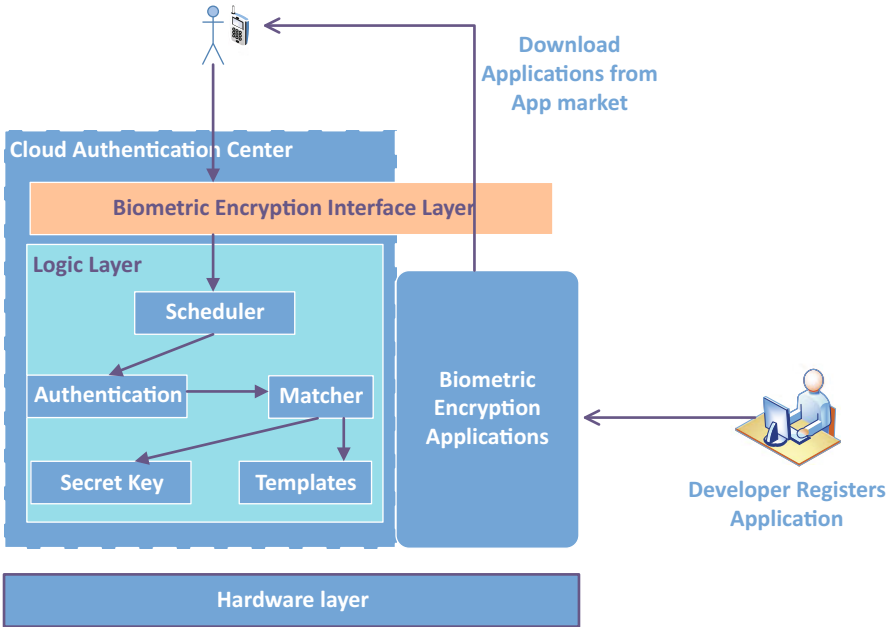 Download
Applications from
App market
Cloud Authentication Center
Biometric Encryption Interface Layer
Logic Layer
Scheduler
Authentication
Matcher
Secret Key
Templates
Biometric
Encryption
Applications
Developer Registers
Application
Hardware layer